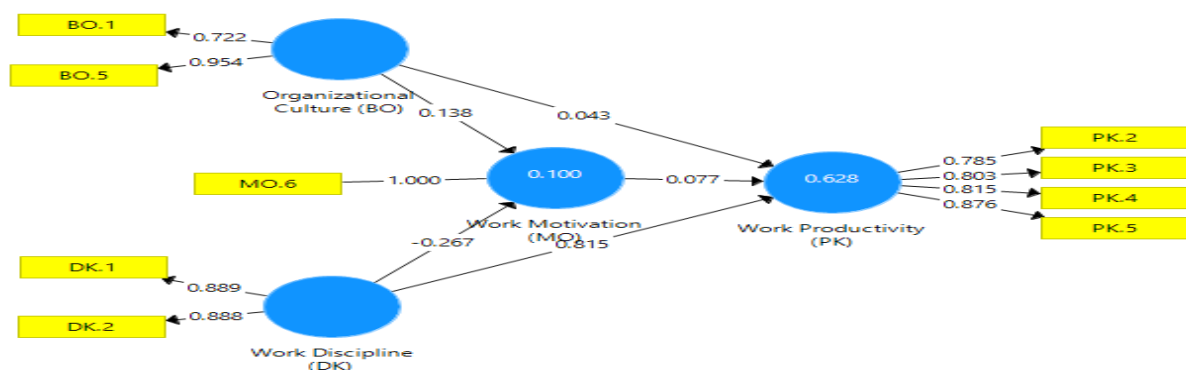 BO.1
0.722
BO.5
0.954
Organizational
Culture (BO)
0.138
0.043
MO.6
1.000
0.100
Work Motivation
(MO)
0.077
0.628
Work Productivity
(PK)
0.785
PK.2
0.803
PK.3
0.815
PK.4
0.876
PK.5
-0.267
0.815
DK.1
0.889
DK.2
0.888
Work Discipline
(DK)